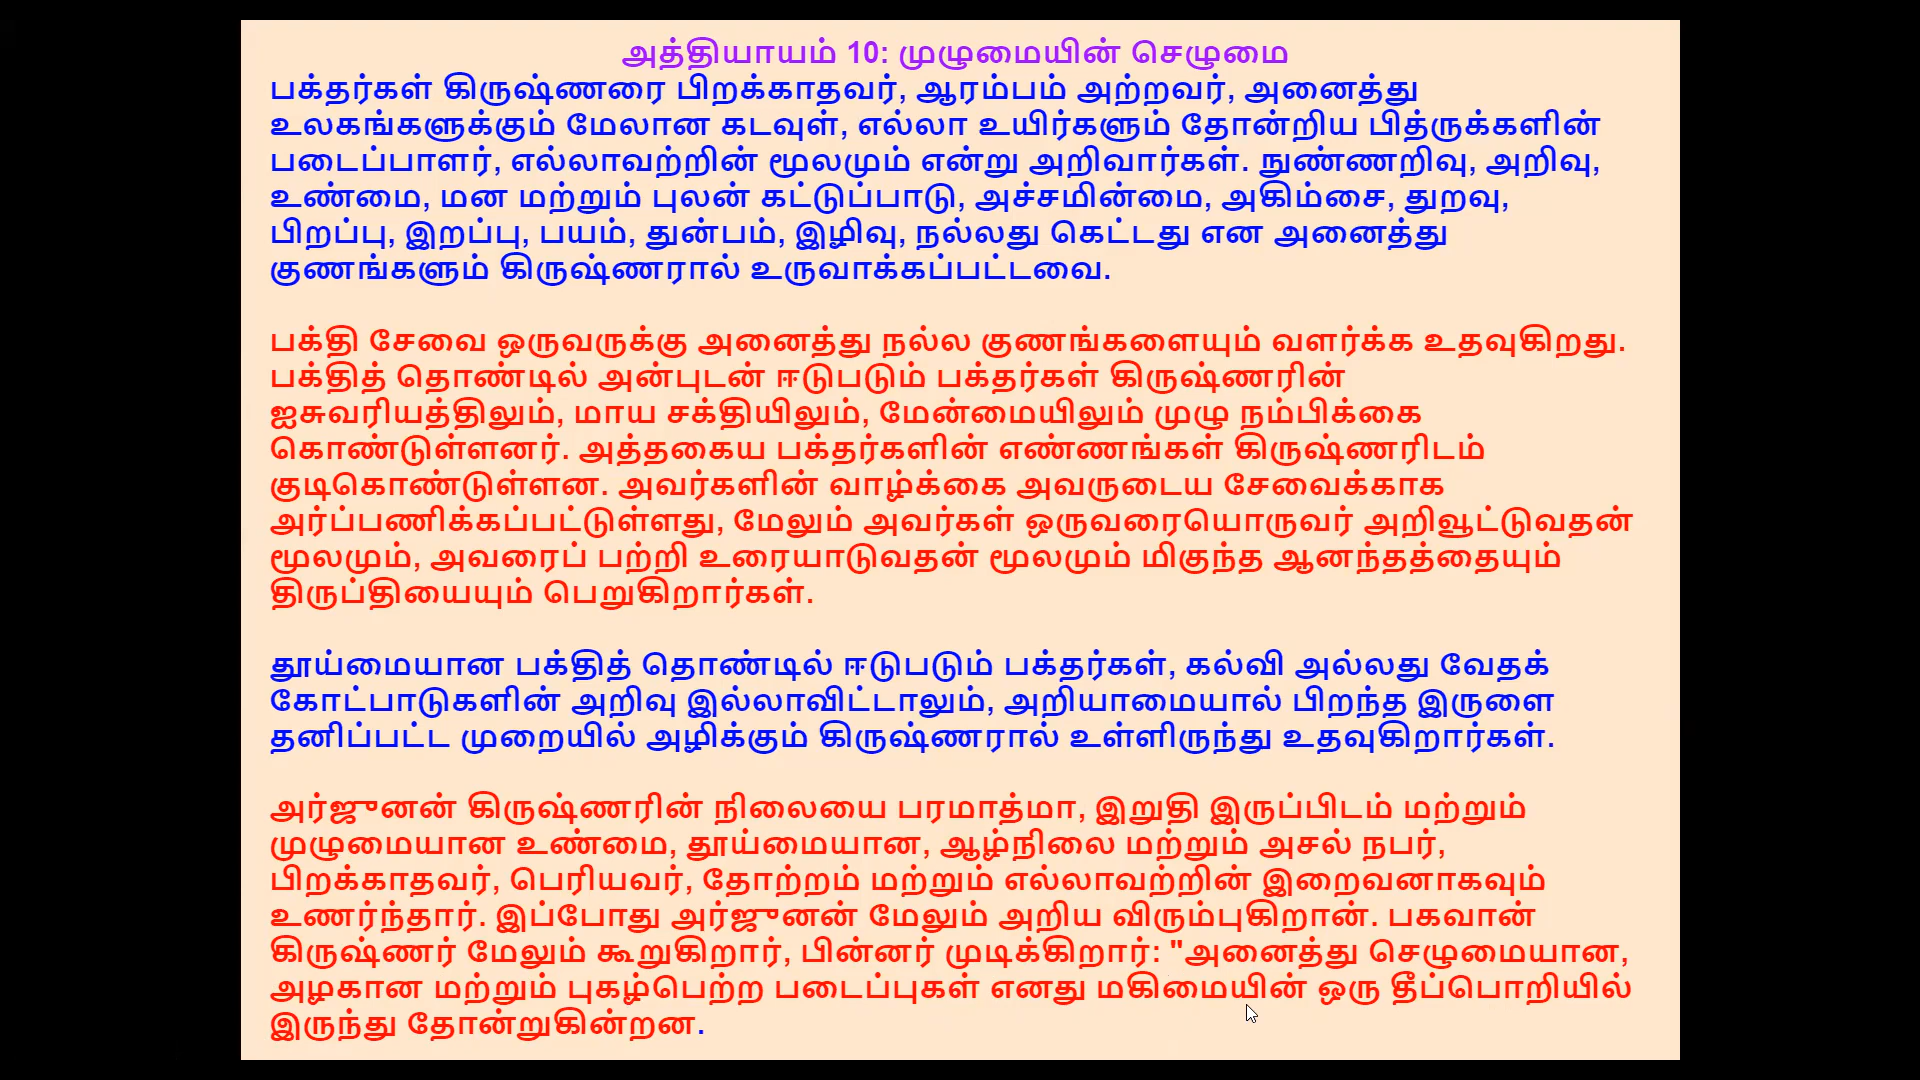 அத்தியாயம் 10: முழுமையின் செழுமை
பக்தர்கள் கிருஷ்ணரை பிறக்காதவர், ஆரம்பம் அற்றவர், அனைத்து
உலகங்களுக்கும் மேலான கடவுள், எல்லா உயிர்களும் தோன்றிய பித்ருக்களின்
படைப்பாளர், எல்லாவற்றின் மூலமும் என்று அறிவார்கள். நுண்ணறிவு, அறிவு,
உண்மை, மன மற்றும் புலன் கட்டுப்பாடு, அச்சமின்மை, அகிம்சை, துறவு,
பிறப்பு, இறப்பு, பயம், துன்பம், இழிவு, நல்லது கெட்டது என அனைத்து
குணங்களும் கிருஷ்ணரால் உருவாக்கப்பட்டவை.
பக்தி சேவை ஒருவருக்கு அனைத்து நல்ல குணங்களையும் வளர்க்க உதவுகிறது.
பக்தித் தொண்டில் அன்புடன் ஈடுபடும் பக்தர்கள் கிருஷ்ணரின்
ஐசுவரியத்திலும், மாய சக்தியிலும், மேன்மையிலும் முழு நம்பிக்கை
கொண்டுள்ளனர். அத்தகைய பக்தர்களின் எண்ணங்கள் கிருஷ்ணரிடம்
குடிகொண்டுள்ளன. அவர்களின் வாழ்க்கை அவருடைய சேவைக்காக
அர்ப்பணிக்கப்பட்டுள்ளது, மேலும் அவர்கள் ஒருவரையொருவர் அறிவூட்டுவதன்
மூலமும், அவரைப் பற்றி உரையாடுவதன் மூலமும் மிகுந்த ஆனந்தத்தையும்
திருப்தியையும் பெறுகிறார்கள்.
தூய்மையான பக்தித் தொண்டில் ஈடுபடும் பக்தர்கள், கல்வி அல்லது வேதக்
கோட்பாடுகளின் அறிவு இல்லாவிட்டாலும், அறியாமையால் பிறந்த இருளை
தனிப்பட்ட முறையில் அழிக்கும் கிருஷ்ணரால் உள்ளிருந்து உதவுகிறார்கள்.
அர்ஜுனன் கிருஷ்ணரின் நிலையை பரமாத்மா, இறுதி இருப்பிடம் மற்றும்
முழுமையான உண்மை, தூய்மையான, ஆழ்நிலை மற்றும் அசல் நபர்,
பிறக்காதவர், பெரியவர், தோற்றம் மற்றும் எல்லாவற்றின் இறைவனாகவும்
உணர்ந்தார். இப்போது அர்ஜுனன் மேலும் அறிய விரும்புகிறான். பகவான்
கிருஷ்ணர் மேலும் கூறுகிறார், பின்னர் முடிக்கிறார்: "அனைத்து செழுமையான,
அழகான மற்றும் புகழ்பெற்ற படைப்புகள் எனது மகிமையின் ஒரு தீப்பொறியில்
இருந்து தோன்றுகின்றன.